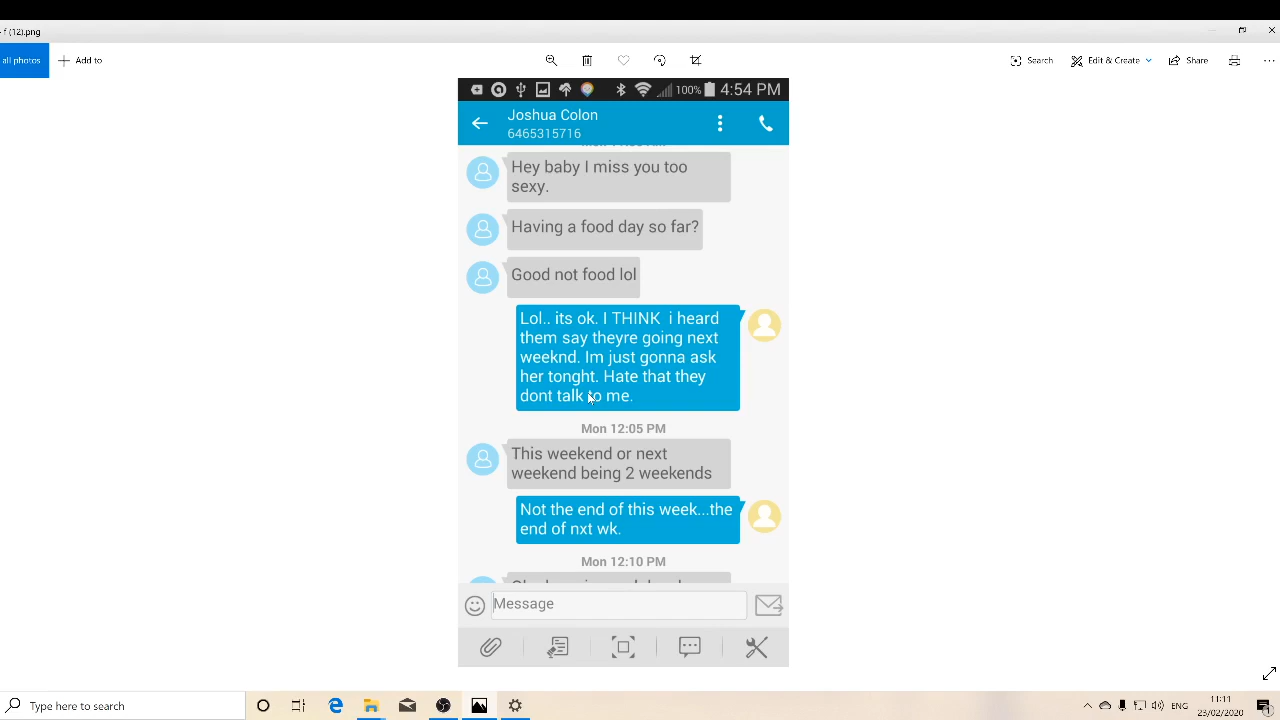 f (12).png
all photos
Add to
Search
Edit & Create
Share
100%
4:54 PM
Joshua Colon
6465315716
Hey baby I miss you too
sexy.
Having a food day so far?
Good not food lol
Lol.. its ok. I THINK i heard
them say theyre going next
weeknd. Im just gonna ask
her tonght. Hate that they
dont talk to me.
Mon 12:05 PM
This weekend or next
weekend being 2 weekends
Not the end of this week...the
end of nxt wk.
Mon 12:10 PM
Message
Type here to search
ENG
11:11
23/02/2020